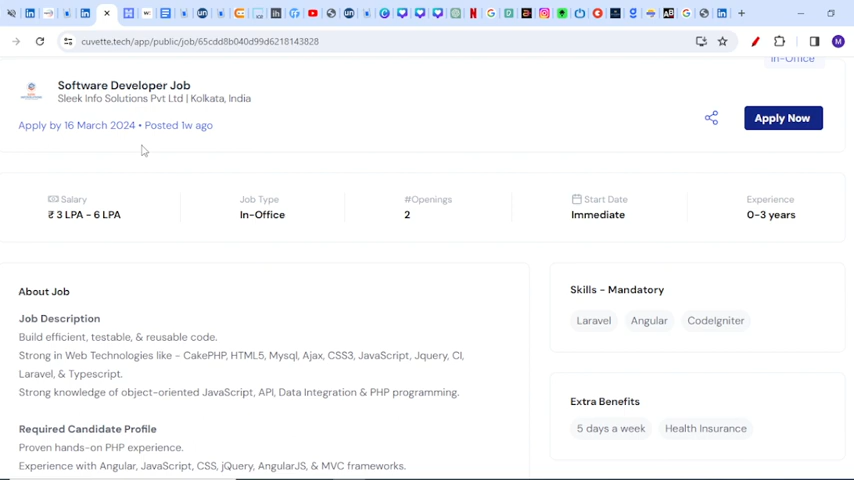 cuvette.tech/app/public/job/65cdd8b040d99d6218143828
In-Office
Software Developer Job
Sleek Info Solutions Pvt Ltd | Kolkata, India
Apply by 16 March 2024 • Posted 1w ago
Apply Now
Salary
₹ 3 LPA - 6 LPA
Job Type
In-Office
#Openings
2
Start Date
Immediate
Experience
0-3 years
About Job
Job Description
Build efficient, testable, & reusable code.
Strong in Web Technologies like - CakePHP, HTML5, Mysql, Ajax, CSS3, JavaScript, Jquery, CI,
Laravel, & Typescript.
Strong knowledge of object-oriented JavaScript, API, Data Integration & PHP programming.
Required Candidate Profile
Proven hands-on PHP experience.
Experience with Angular, JavaScript, CSS, jQuery, AngularJS, & MVC frameworks.
Skills - Mandatory
Laravel
Angular
CodeIgniter
Extra Benefits
5 days a week
Health Insurance